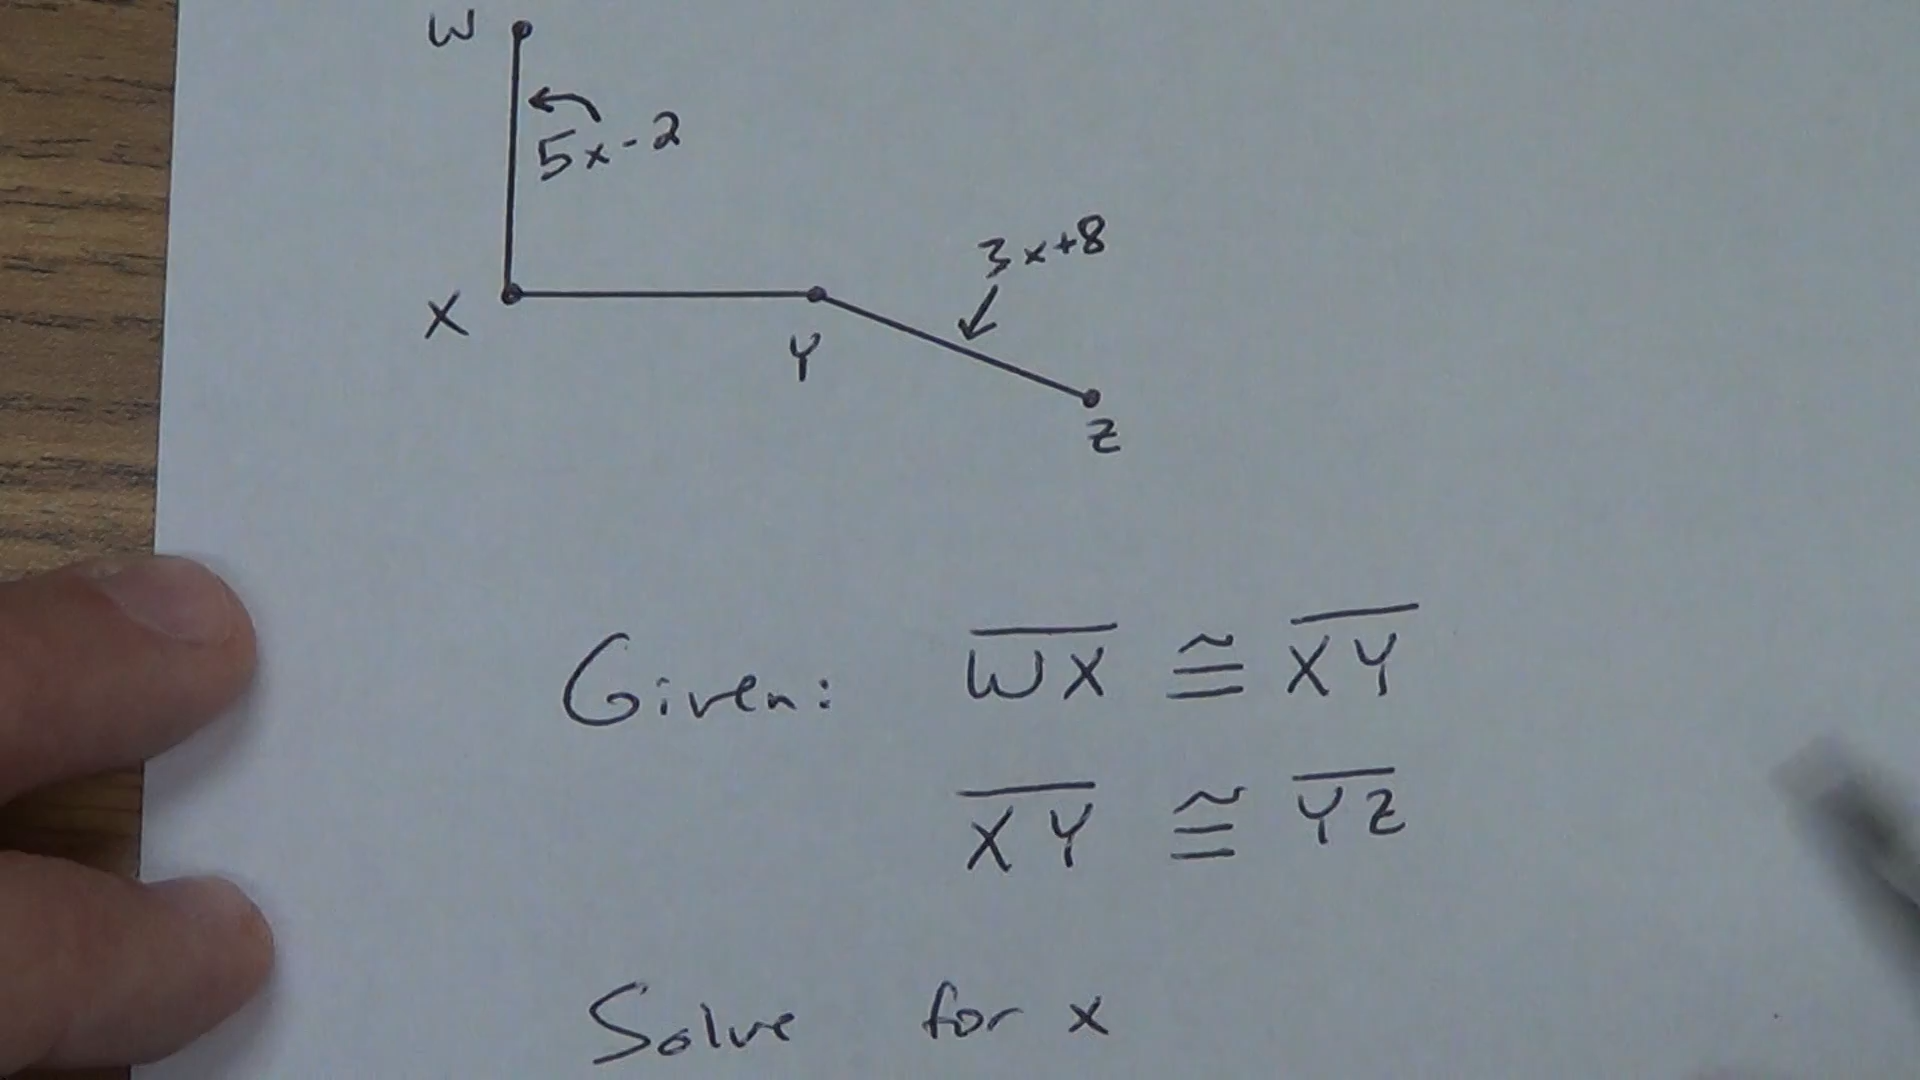 W
5x-2
3x+8
X
Y
Z
Given: WX ≅ XY
XY ≅ YZ
Solve for x